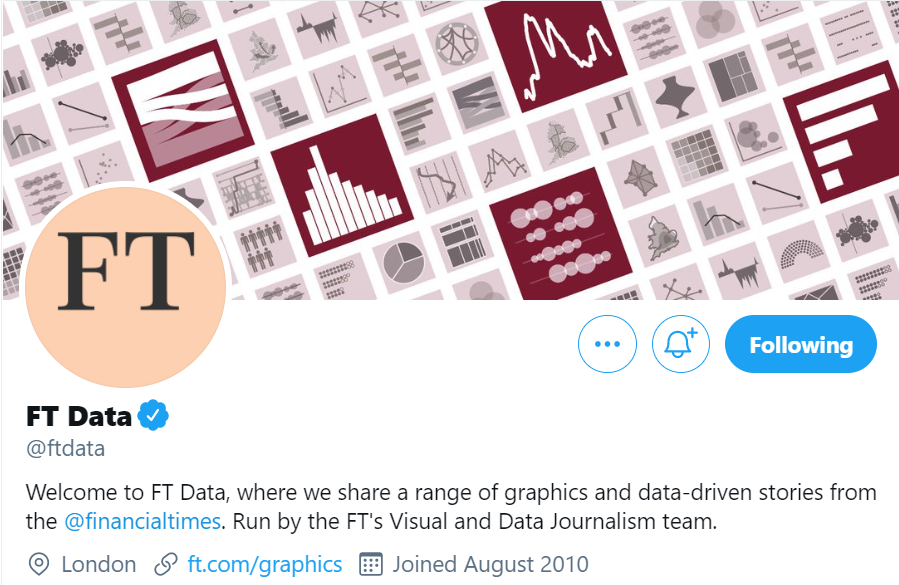 FT
Following
FT Data
@ftdata
Welcome to FT Data, where we share a range of graphics and data-driven stories from
the @financialtimes. Run by the FT's Visual and Data Journalism team.
London ft.com/graphics Joined August 2010